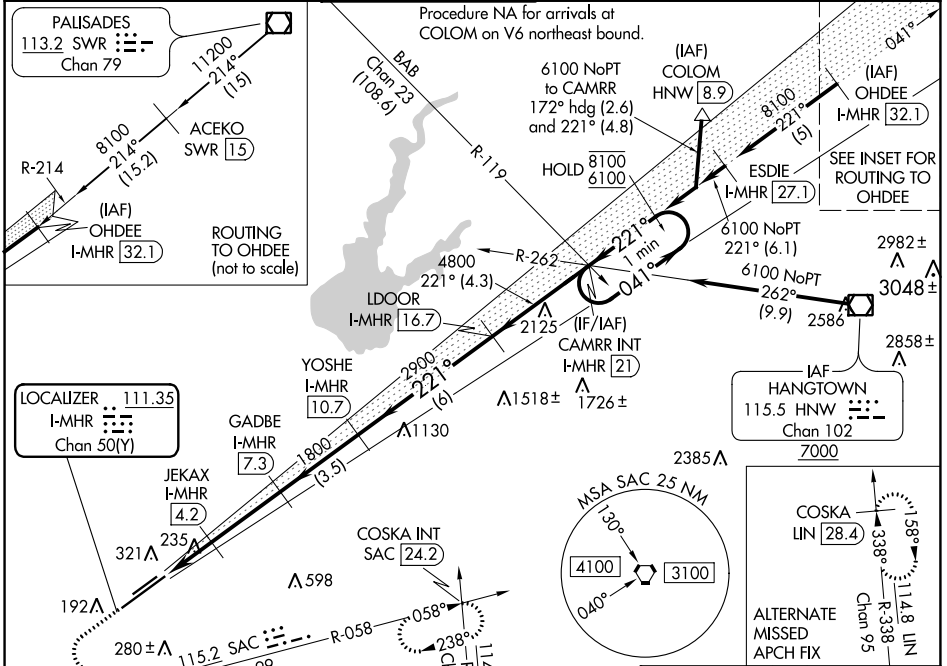 PALISADES
113.2 SWR
Chan 79
11200
214°
(15)
8100
214°
(15.2)
ACEKO
SWR 15
R-214
(IAF)
OHDEE
I-MHR 32.1
ROUTING
TO OHDEE
(not to scale)
Procedure NA for arrivals at
COLOM on V6 northeast bound.
BAB
Chan 23
(108.6)
R-119
6100 NoPT
to CAMRR
172° hdg (2.6)
and 221° (4.8)
(IAF)
COLOM
HNW 8.9
041°
(IAF)
OHDEE
I-MHR 32.1
8100
221°
(5)
HOLD 8100
6100
ESDIE
I-MHR 27.1
SEE INSET FOR
ROUTING TO
OHDEE
6100 NoPT
221° (6.1)
221°
1 min
041°
R-262
6100 NoPT
262°
(9.9)
2982 ±
3048 ±
2586
2858 ±
4800
221° (4.3)
LDOOR
I-MHR 16.7
2125
(IF/IAF)
CAMRR INT
I-MHR 21
IAF
HANGTOWN
115.5 HNW
Chan 102
7000
2900
221°
(6)
YOSHE
I-MHR
10.7
1518 ±
1726 ±
LOCALIZER 111.35
I-MHR
Chan 50(Y)
GADBE
I-MHR
7.3
1130
1800
(3.5)
JEKAX
I-MHR
4.2
2385
321
235
COSKA INT
SAC 24.2
MSA SAC 25 NM
130°
4100
3100
040°
COSKA
LIN 28.4
158°
338°
114.8 LIN
R-338
Chan 95
ALTERNATE
MISSED
APCH FIX
598
192
280 ±
115.2 SAC
R-058
058°
238°